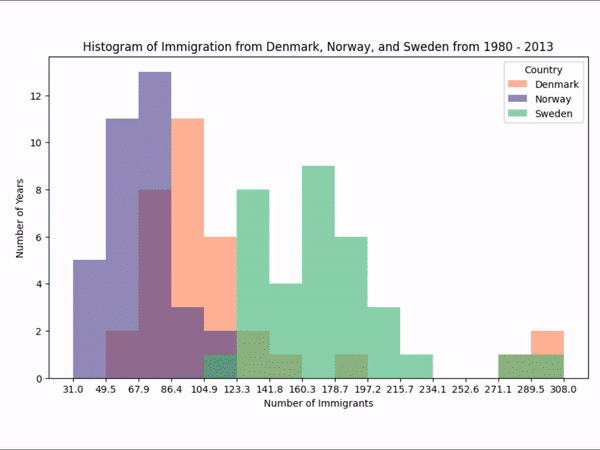 Histogram of Immigration from Denmark, Norway, and Sweden from 1980 - 2013
Country
Denmark
Norway
Sweden
12
10
8
6
4
2
0
Number of Years
31.0 49.5 67.9 86.4 104.9 123.3 141.8 160.3 178.7 197.2 215.7 234.1 252.6 271.1 289.5 308.0
Number of Immigrants